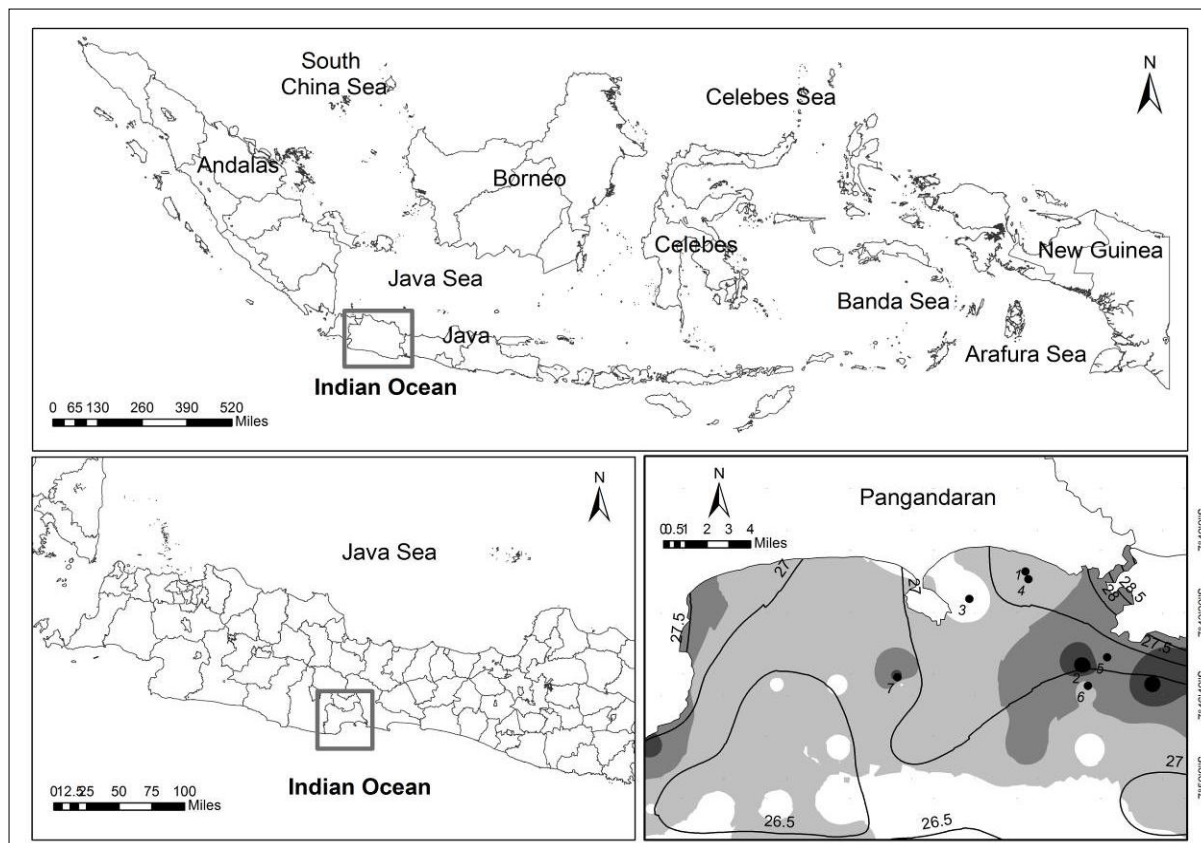 South
China Sea
Celebes Sea
N
Andalas
Borneo
Celebes
New Guinea
Java Sea
Banda Sea
Java
Arafura Sea
Indian Ocean
0 65 130 260 390 520
Miles
N
Java Sea
Indian Ocean
0 12.5 25 50 75 100
Miles
N
Pangandaran
0 0.5 1 2 3 4
Miles
27
27
27.5
28
28.5
27.5
1
4
3
5
2
6
7
27
26.5
26.5